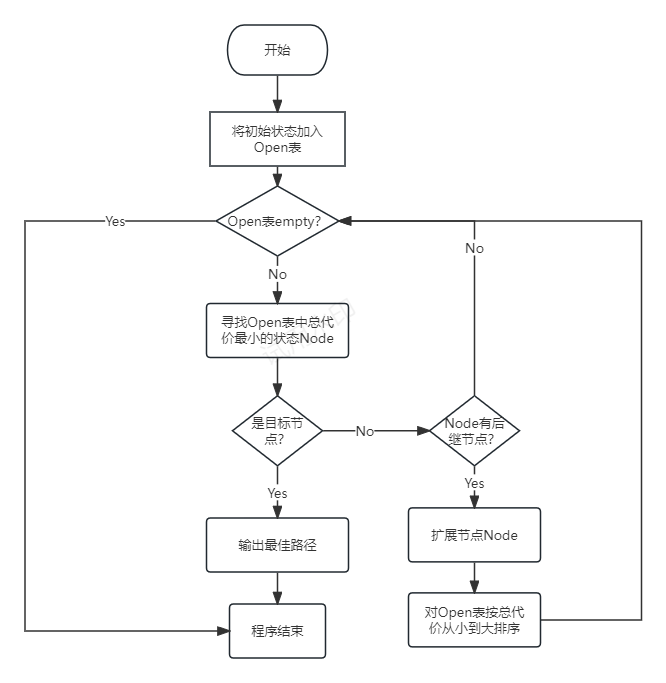 开始
将初始状态加入
Open表
Open表empty?
Yes
No
No
寻找Open表中总代
价最小的状态Node
是目标节
点?
No
Node有后
继节点?
Yes
Yes
输出最佳路径
扩展节点Node
程序结束
对Open表按总代
价从小到大排序